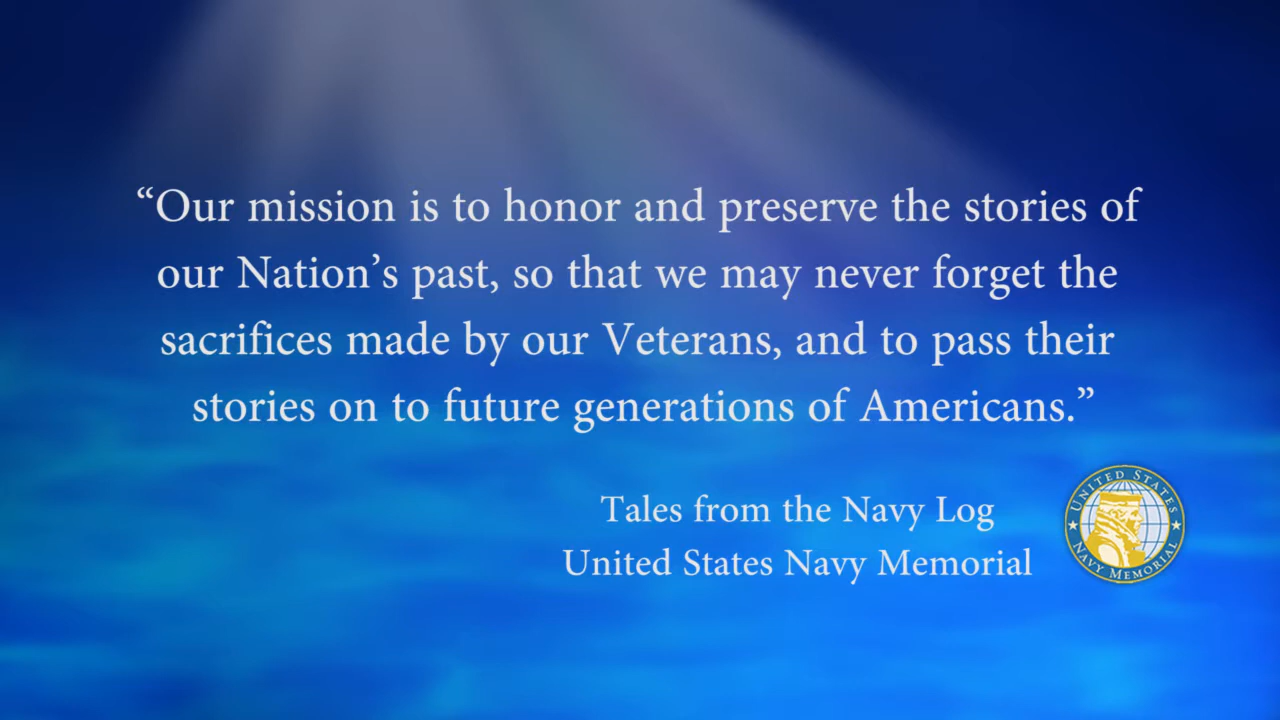 “Our mission is to honor and preserve the stories of
our Nation’s past, so that we may never forget the
sacrifices made by our Veterans, and to pass their
stories on to future generations of Americans.”
Tales from the Navy Log
United States Navy Memorial
UNITED STATES
NAVY MEMORIAL